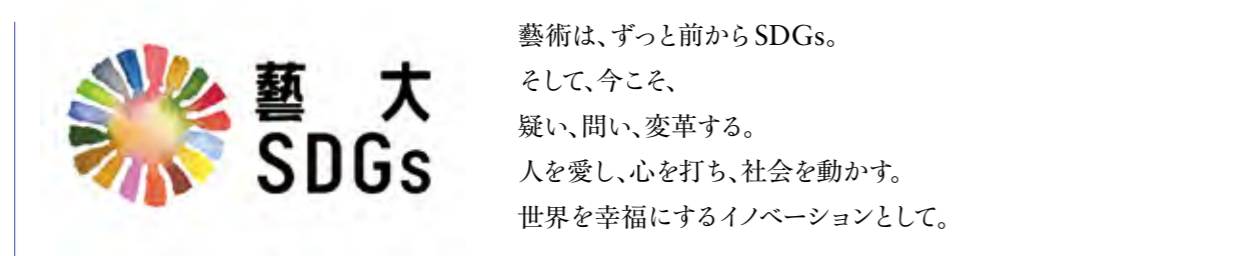 藝大
SDGs
藝術は、ずっと前からSDGs。
そして、今こそ、
疑い、問い、変革する。
人を愛し、心を打ち、社会を動かす。
世界を幸福にするイノベーションとして。